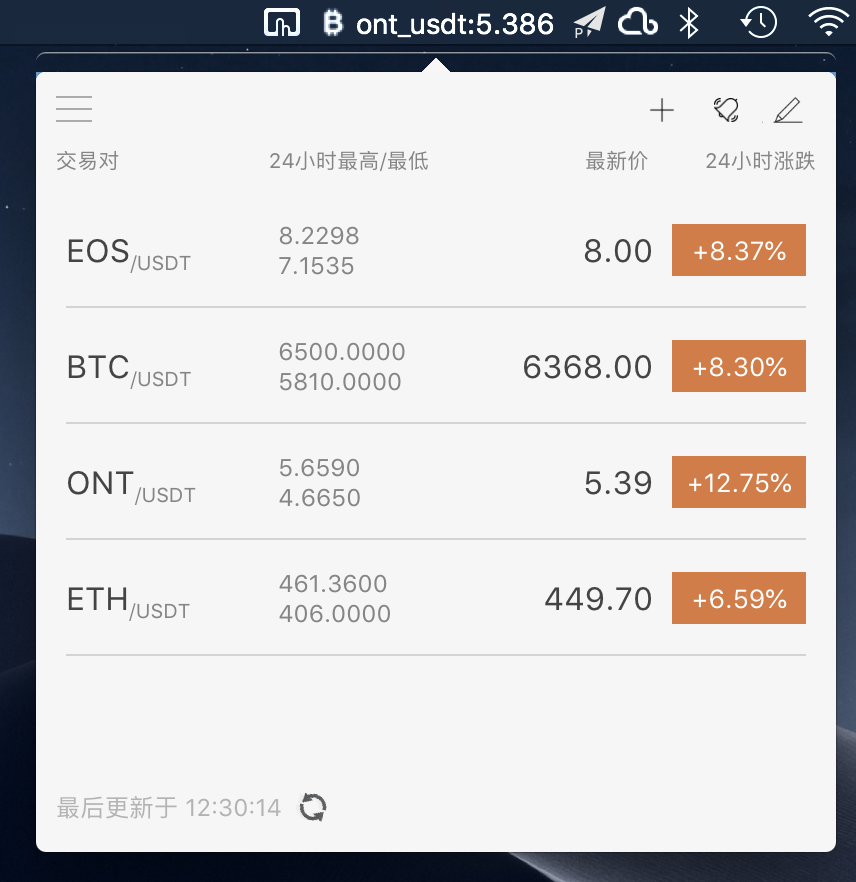 ont_usdt:5.386
P
交易对 24小时最高/最低 最新价 24小时涨跌
EOS/USDT 8.2298 8.00 +8.37%
7.1535
BTC/USDT 6500.0000 6368.00 +8.30%
5810.0000
ONT/USDT 5.6590 5.39 +12.75%
4.6650
ETH/USDT 461.3600 449.70 +6.59%
406.0000
最后更新于 12:30:14